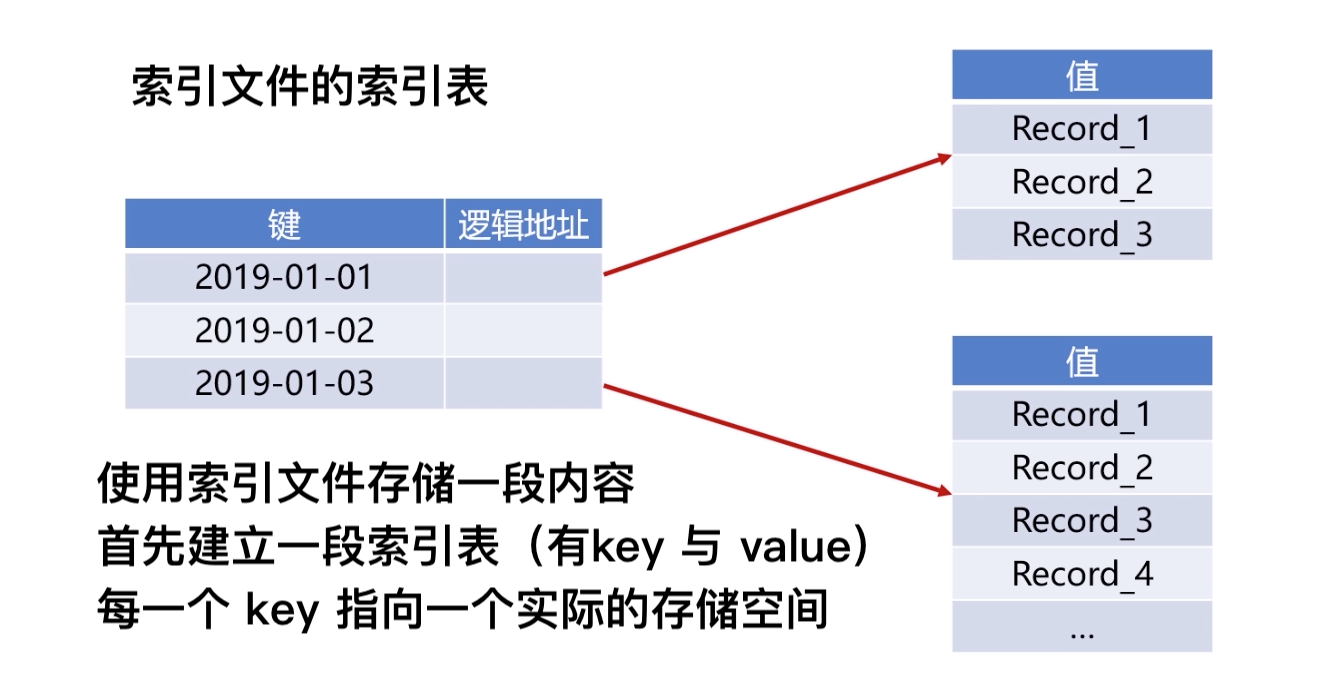 索引文件的索引表
键 逻辑地址
2019-01-01
2019-01-02
2019-01-03
值
Record_1
Record_2
Record_3
值
Record_1
Record_2
Record_3
Record_4
...
使用索引文件存储一段内容
首先建立一段索引表（有key 与 value）
每一个 key 指向一个实际的存储空间